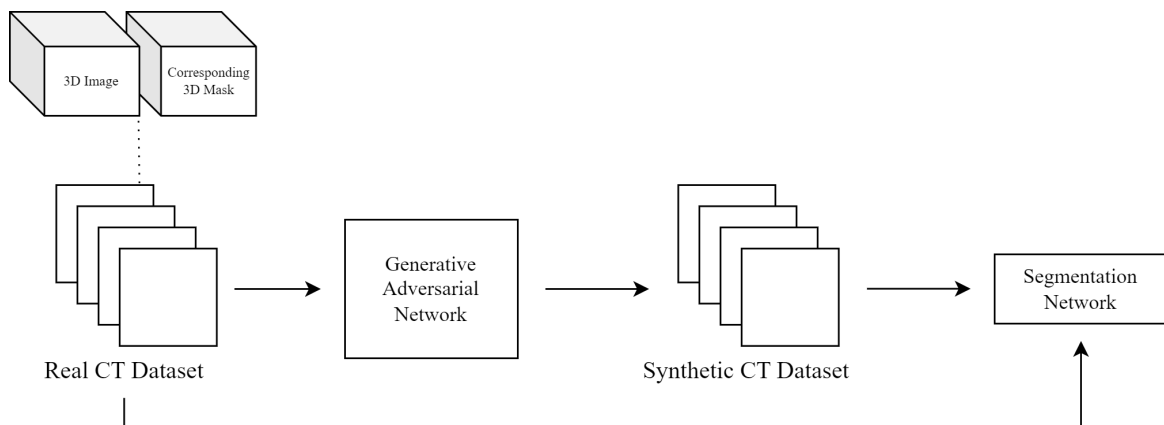 3D Image
Corresponding
3D Mask
Generative
Adversarial
Network
Segmentation
Network
Real CT Dataset
Synthetic CT Dataset